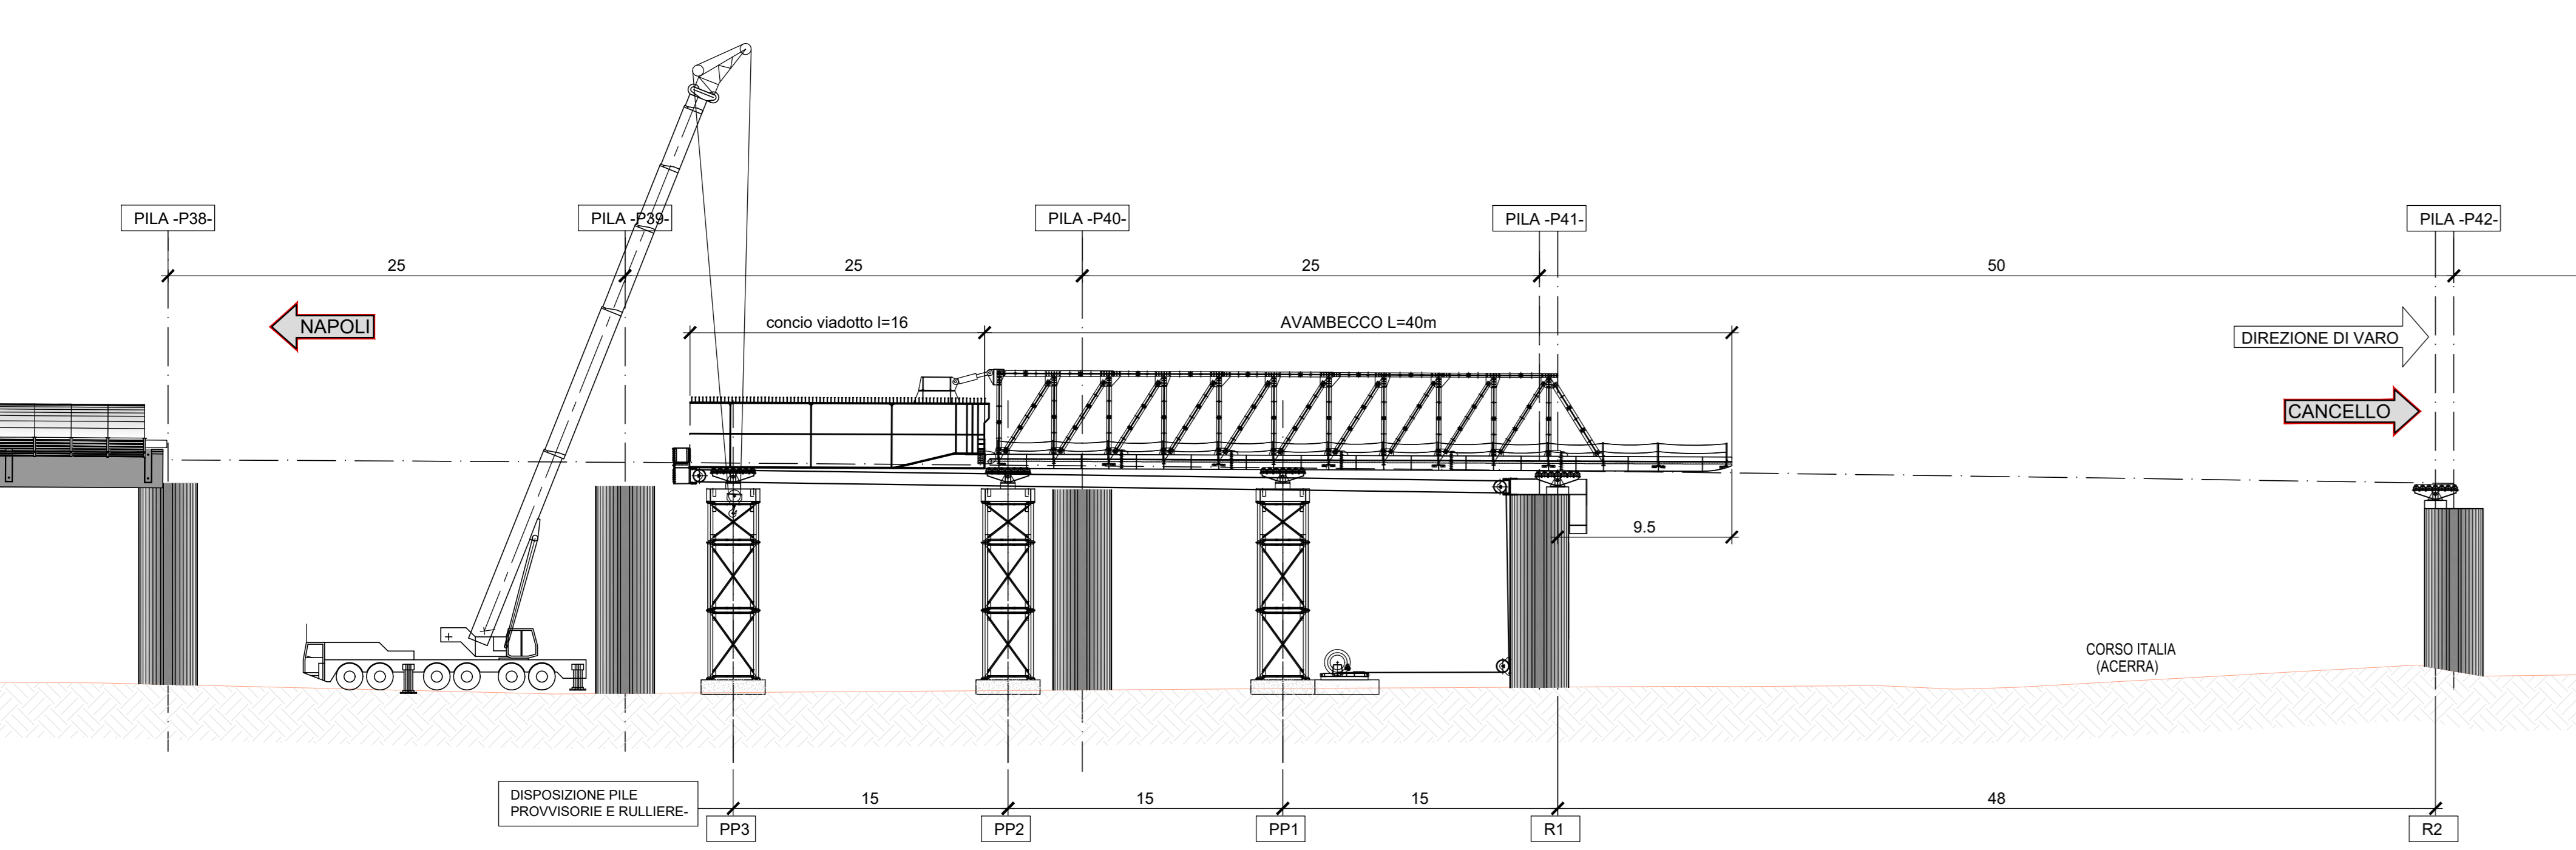 PILA -P38-
PILA -P39-
PILA -P40-
PILA -P41-
PILA -P42-
25
25
25
50
NAPOLI
concio viadotto l=16
AVAMBECCO L=40m
DIREZIONE DI VARO
CANCELLO
9.5
CORSO ITALIA
(ACERRA)
DISPOSIZIONE PILE
PROVVISORIE E RULLIERE-
15
15
15
48
PP3
PP2
PP1
R1
R2